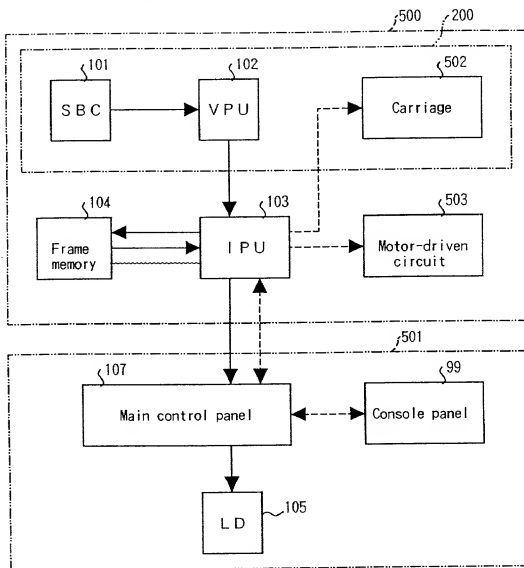 500
200
101
102
502
SBC
VPU
Carriage
104
103
503
Frame
memory
IPU
Motor-driven
circuit
501
107
99
Main control panel
Console panel
LD
105